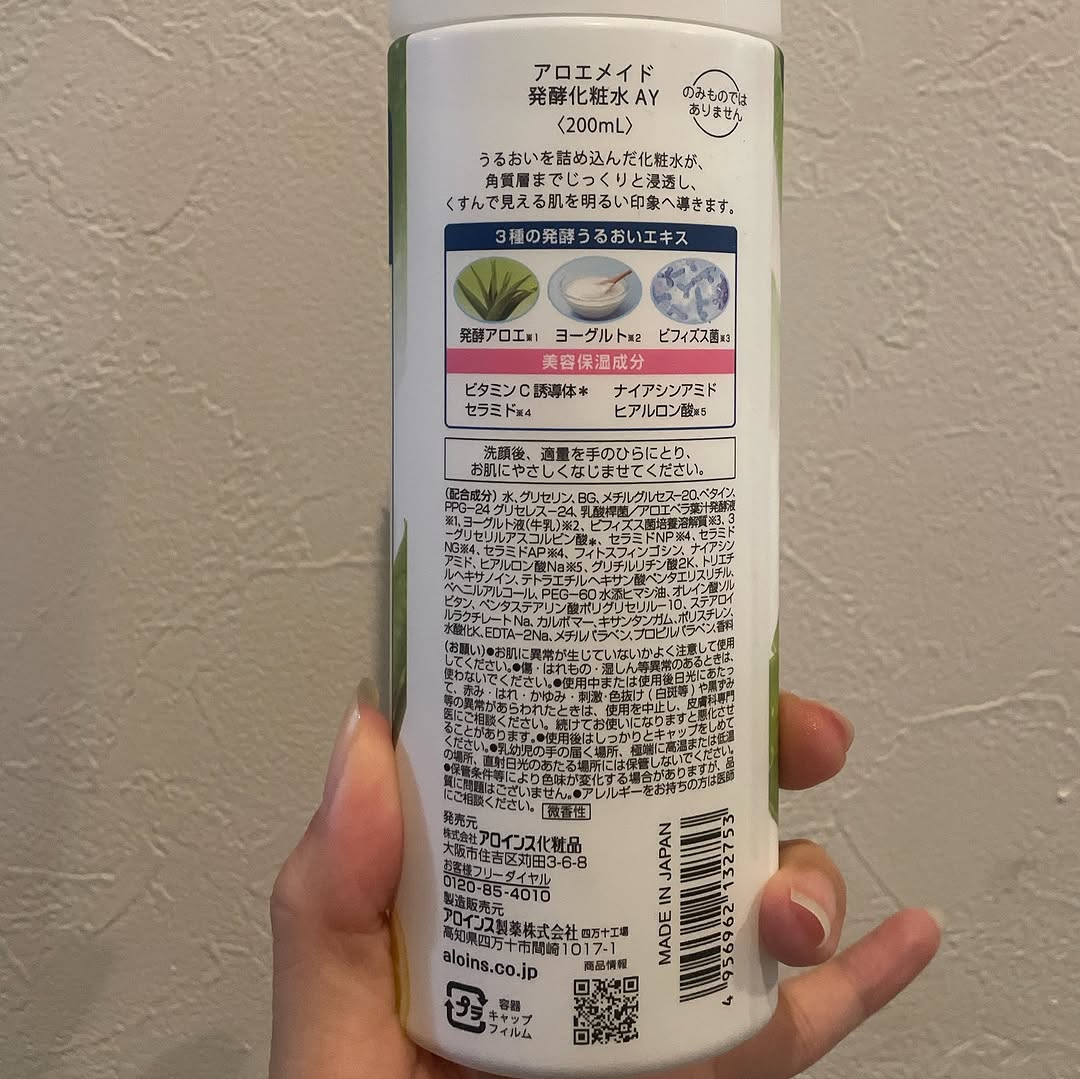 アロエメイド
発酵化粧水 AY
〈200mL〉
のみものでは
ありません
うるおいを詰め込んだ化粧水が、
角質層までじっくりと浸透し、
くすんで見える肌を明るい印象へ導きます。
3種の発酵うるおいエキス
発酵アロエ※1 ヨーグルト※2 ビフィズス菌※3
美容保湿成分
ビタミンC誘導体* ナイアシンアミド
セラミド※4 ヒアルロン酸※5
洗顔後、適量を手のひらにとり、
お肌にやさしくなじませてください。
(配合成分) 水、グリセリン、BG、メチルグルセス-20、ベタイン、
PPG-24 グリセレス-24、乳酸桿菌/アロエベラ葉汁発酵液
※1、ヨーグルト液(牛乳)※2、ビフィズス菌培養溶解質※3、3
-グリセリルアスコルビン酸*、セラミドNP※4、セラミド
NG※4、セラミドAP※4、フィトスフィンゴシン、ナイアシン
アミド、ヒアルロン酸Na※5、グリチルリチン酸2K、トリエチ
ルヘキサノイン、テトラエチルヘキサン酸ペンタエリスリチル、
ベヘニルアルコール、PEG-60 水添ヒマシ油、オレイン酸ソル
ビタン、ペンタステアリン酸ポリグリセリル-10、ステアロイ
ルラクチレートNa、カルボマー、キサンタンガム、ポリスチレン、
水酸化K、EDTA-2Na、メチルパラベン、プロピルパラベン、香料
(お願い)●お肌に異常が生じていないかよく注意して使用
してください。●傷・はれもの・湿しん等異常のあるときは、
使わないでください。●使用中または使用後日光にあたっ
て、赤み・はれ・かゆみ・刺激・色抜け(白斑等)や黒ずみ
等の異常があらわれたときは、使用を中止し、皮膚科専門
医にご相談ください。続けてお使いになりますと悪化させ
ることがあります。●使用後はしっかりとキャップをしめて
ください。●乳幼児の手の届く場所、極端に高温または低温
の場所、直射日光のあたる場所には保管しないでください。
●保管条件等により色味が変化する場合がありますが、品
質に問題はございません。●アレルギーをお持ちの方は医師
にご相談ください。 微香性
発売元
株式会社 アロインス化粧品
大阪市住吉区苅田3-6-8
お客様フリーダイヤル
0120-85-4010
製造販売元
アロインス製薬株式会社 四万十工場
高知県四万十市間崎1017-1
aloins.co.jp
商品情報
プラ
容器
キャップ
フィルム
MADE IN JAPAN
4 956962 132753